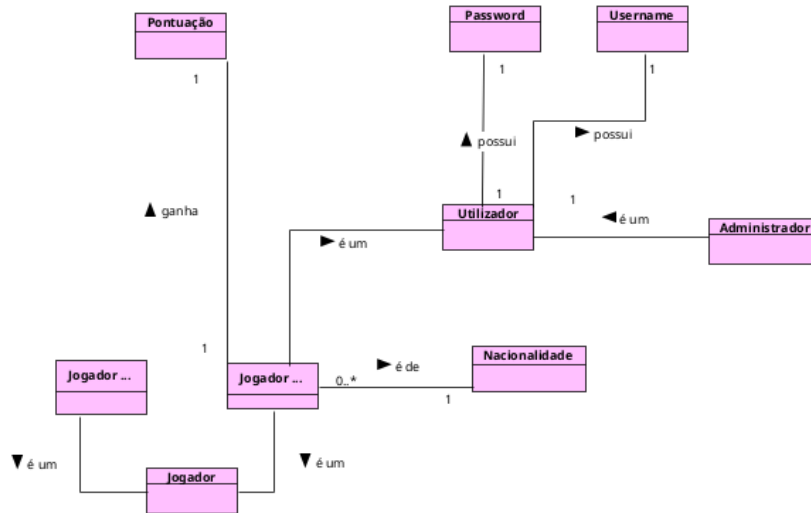 Pontuação
Password
Username
1
1
1
possui
possui
ganha
1
1
Utilizador
é um
Administrador
é um
1
Jogador ...
Jogador ...
é de
Nacionalidade
0..*
1
é um
é um
Jogador